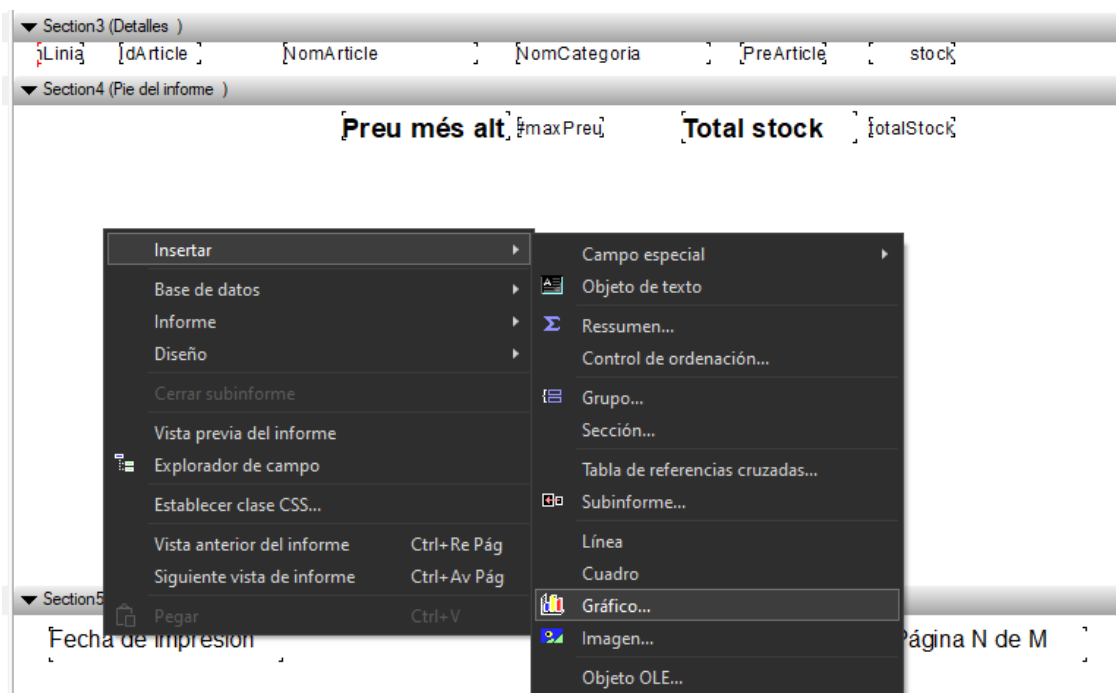 Section3 (Detalles )
nLinia IdArticle NomArticle NomCategoria PreArticle stock
Section4 (Pie del informe )
Preu més alt #maxPreu Total stock totalStock
Insertar
Base de datos
Informe
Diseño
Cerrar subinforme
Vista previa del informe
Explorador de campo
Establecer clase CSS...
Vista anterior del informe Ctrl+Re Pág
Siguiente vista de informe Ctrl+Av Pág
Pegar Ctrl+V
Campo especial
Objeto de texto
Ressumen...
Control de ordenación...
Grupo...
Sección...
Tabla de referencias cruzadas...
Subinforme...
Línea
Cuadro
Gráfico...
Imagen...
Objeto OLE...
Section5
Fecha de impresión Página N de M